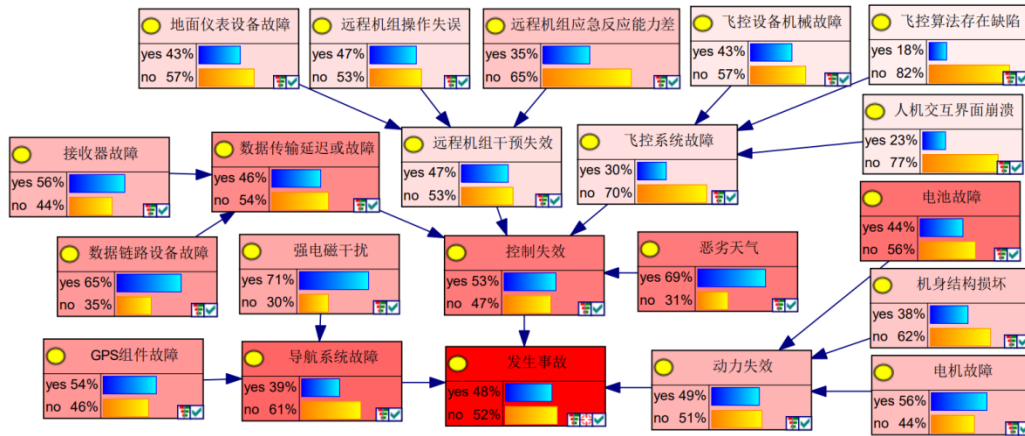 地面仪表设备故障
yes 43%
no 57%
远程机组操作失误
yes 47%
no 53%
远程机组应急反应能力差
yes 35%
no 65%
飞控设备机械故障
yes 43%
no 57%
飞控算法存在缺陷
yes 18%
no 82%
人机交互界面崩溃
yes 23%
no 77%
接收器故障
yes 56%
no 44%
数据传输延迟或故障
yes 46%
no 54%
远程机组干预失效
yes 47%
no 53%
飞控系统故障
yes 30%
no 70%
电池故障
yes 44%
no 56%
数据链路设备故障
yes 65%
no 35%
强电磁干扰
yes 71%
no 30%
控制失效
yes 53%
no 47%
恶劣天气
yes 69%
no 31%
机身结构损坏
yes 38%
no 62%
GPS组件故障
yes 54%
no 46%
导航系统故障
yes 39%
no 61%
发生事故
yes 48%
no 52%
动力失效
yes 49%
no 51%
电机故障
yes 56%
no 44%